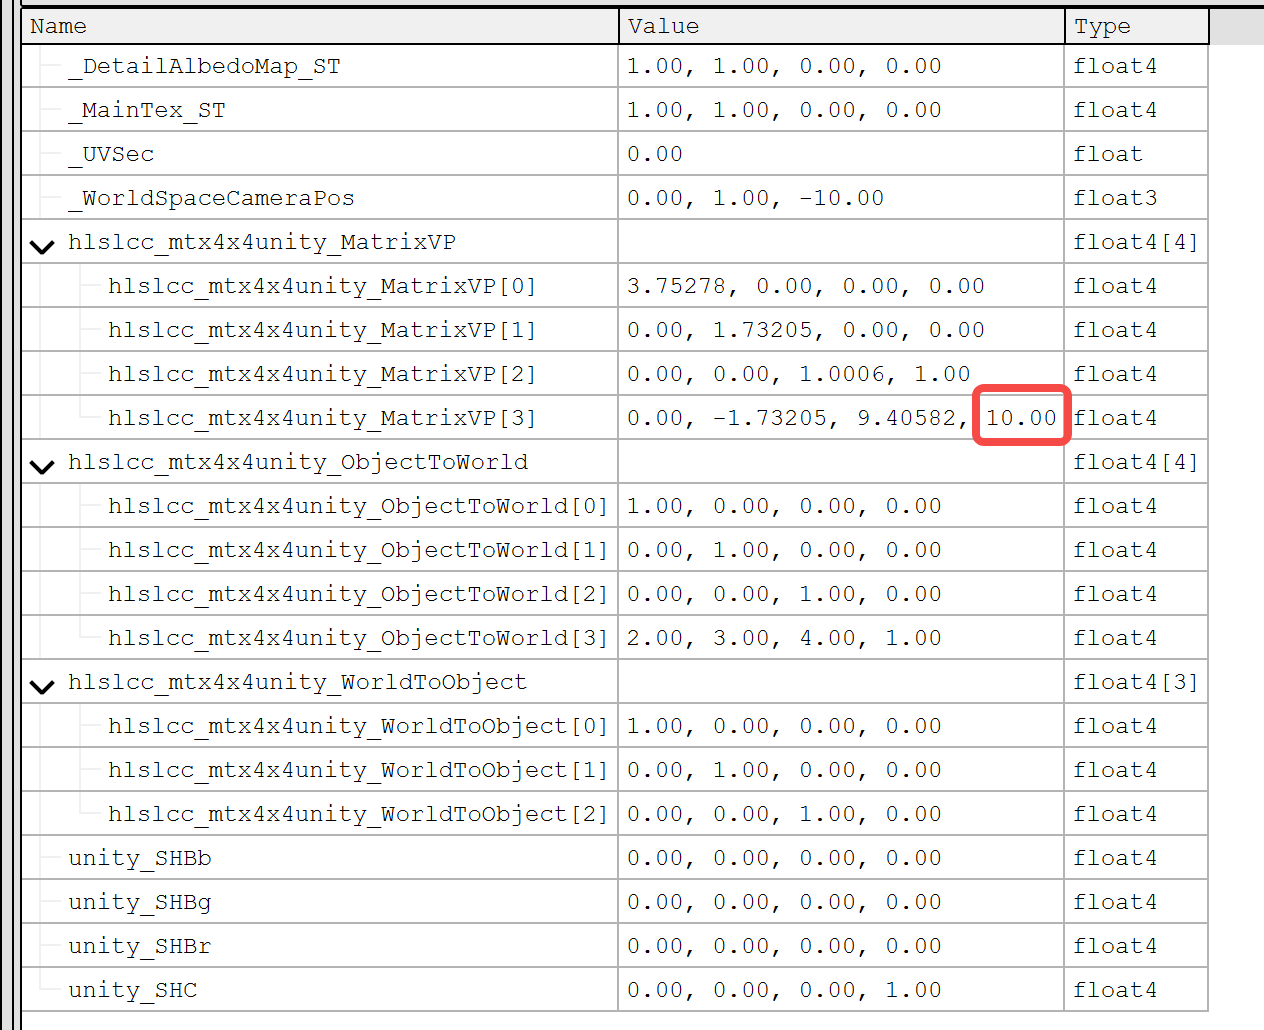 Name Value Type
_DetailAlbedoMap_ST 1.00, 1.00, 0.00, 0.00 float4
_MainTex_ST 1.00, 1.00, 0.00, 0.00 float4
_UVSec 0.00 float
_WorldSpaceCameraPos 0.00, 1.00, -10.00 float3
hlslcc_mtx4x4unity_MatrixVP float4[4]
hlslcc_mtx4x4unity_MatrixVP[0] 3.75278, 0.00, 0.00, 0.00 float4
hlslcc_mtx4x4unity_MatrixVP[1] 0.00, 1.73205, 0.00, 0.00 float4
hlslcc_mtx4x4unity_MatrixVP[2] 0.00, 0.00, 1.0006, 1.00 float4
hlslcc_mtx4x4unity_MatrixVP[3] 0.00, -1.73205, 9.40582, 10.00 float4
hlslcc_mtx4x4unity_ObjectToWorld float4[4]
hlslcc_mtx4x4unity_ObjectToWorld[0] 1.00, 0.00, 0.00, 0.00 float4
hlslcc_mtx4x4unity_ObjectToWorld[1] 0.00, 1.00, 0.00, 0.00 float4
hlslcc_mtx4x4unity_ObjectToWorld[2] 0.00, 0.00, 1.00, 0.00 float4
hlslcc_mtx4x4unity_ObjectToWorld[3] 2.00, 3.00, 4.00, 1.00 float4
hlslcc_mtx4x4unity_WorldToObject float4[3]
hlslcc_mtx4x4unity_WorldToObject[0] 1.00, 0.00, 0.00, 0.00 float4
hlslcc_mtx4x4unity_WorldToObject[1] 0.00, 1.00, 0.00, 0.00 float4
hlslcc_mtx4x4unity_WorldToObject[2] 0.00, 0.00, 1.00, 0.00 float4
unity_SHBb 0.00, 0.00, 0.00, 0.00 float4
unity_SHBg 0.00, 0.00, 0.00, 0.00 float4
unity_SHBr 0.00, 0.00, 0.00, 0.00 float4
unity_SHC 0.00, 0.00, 0.00, 1.00 float4